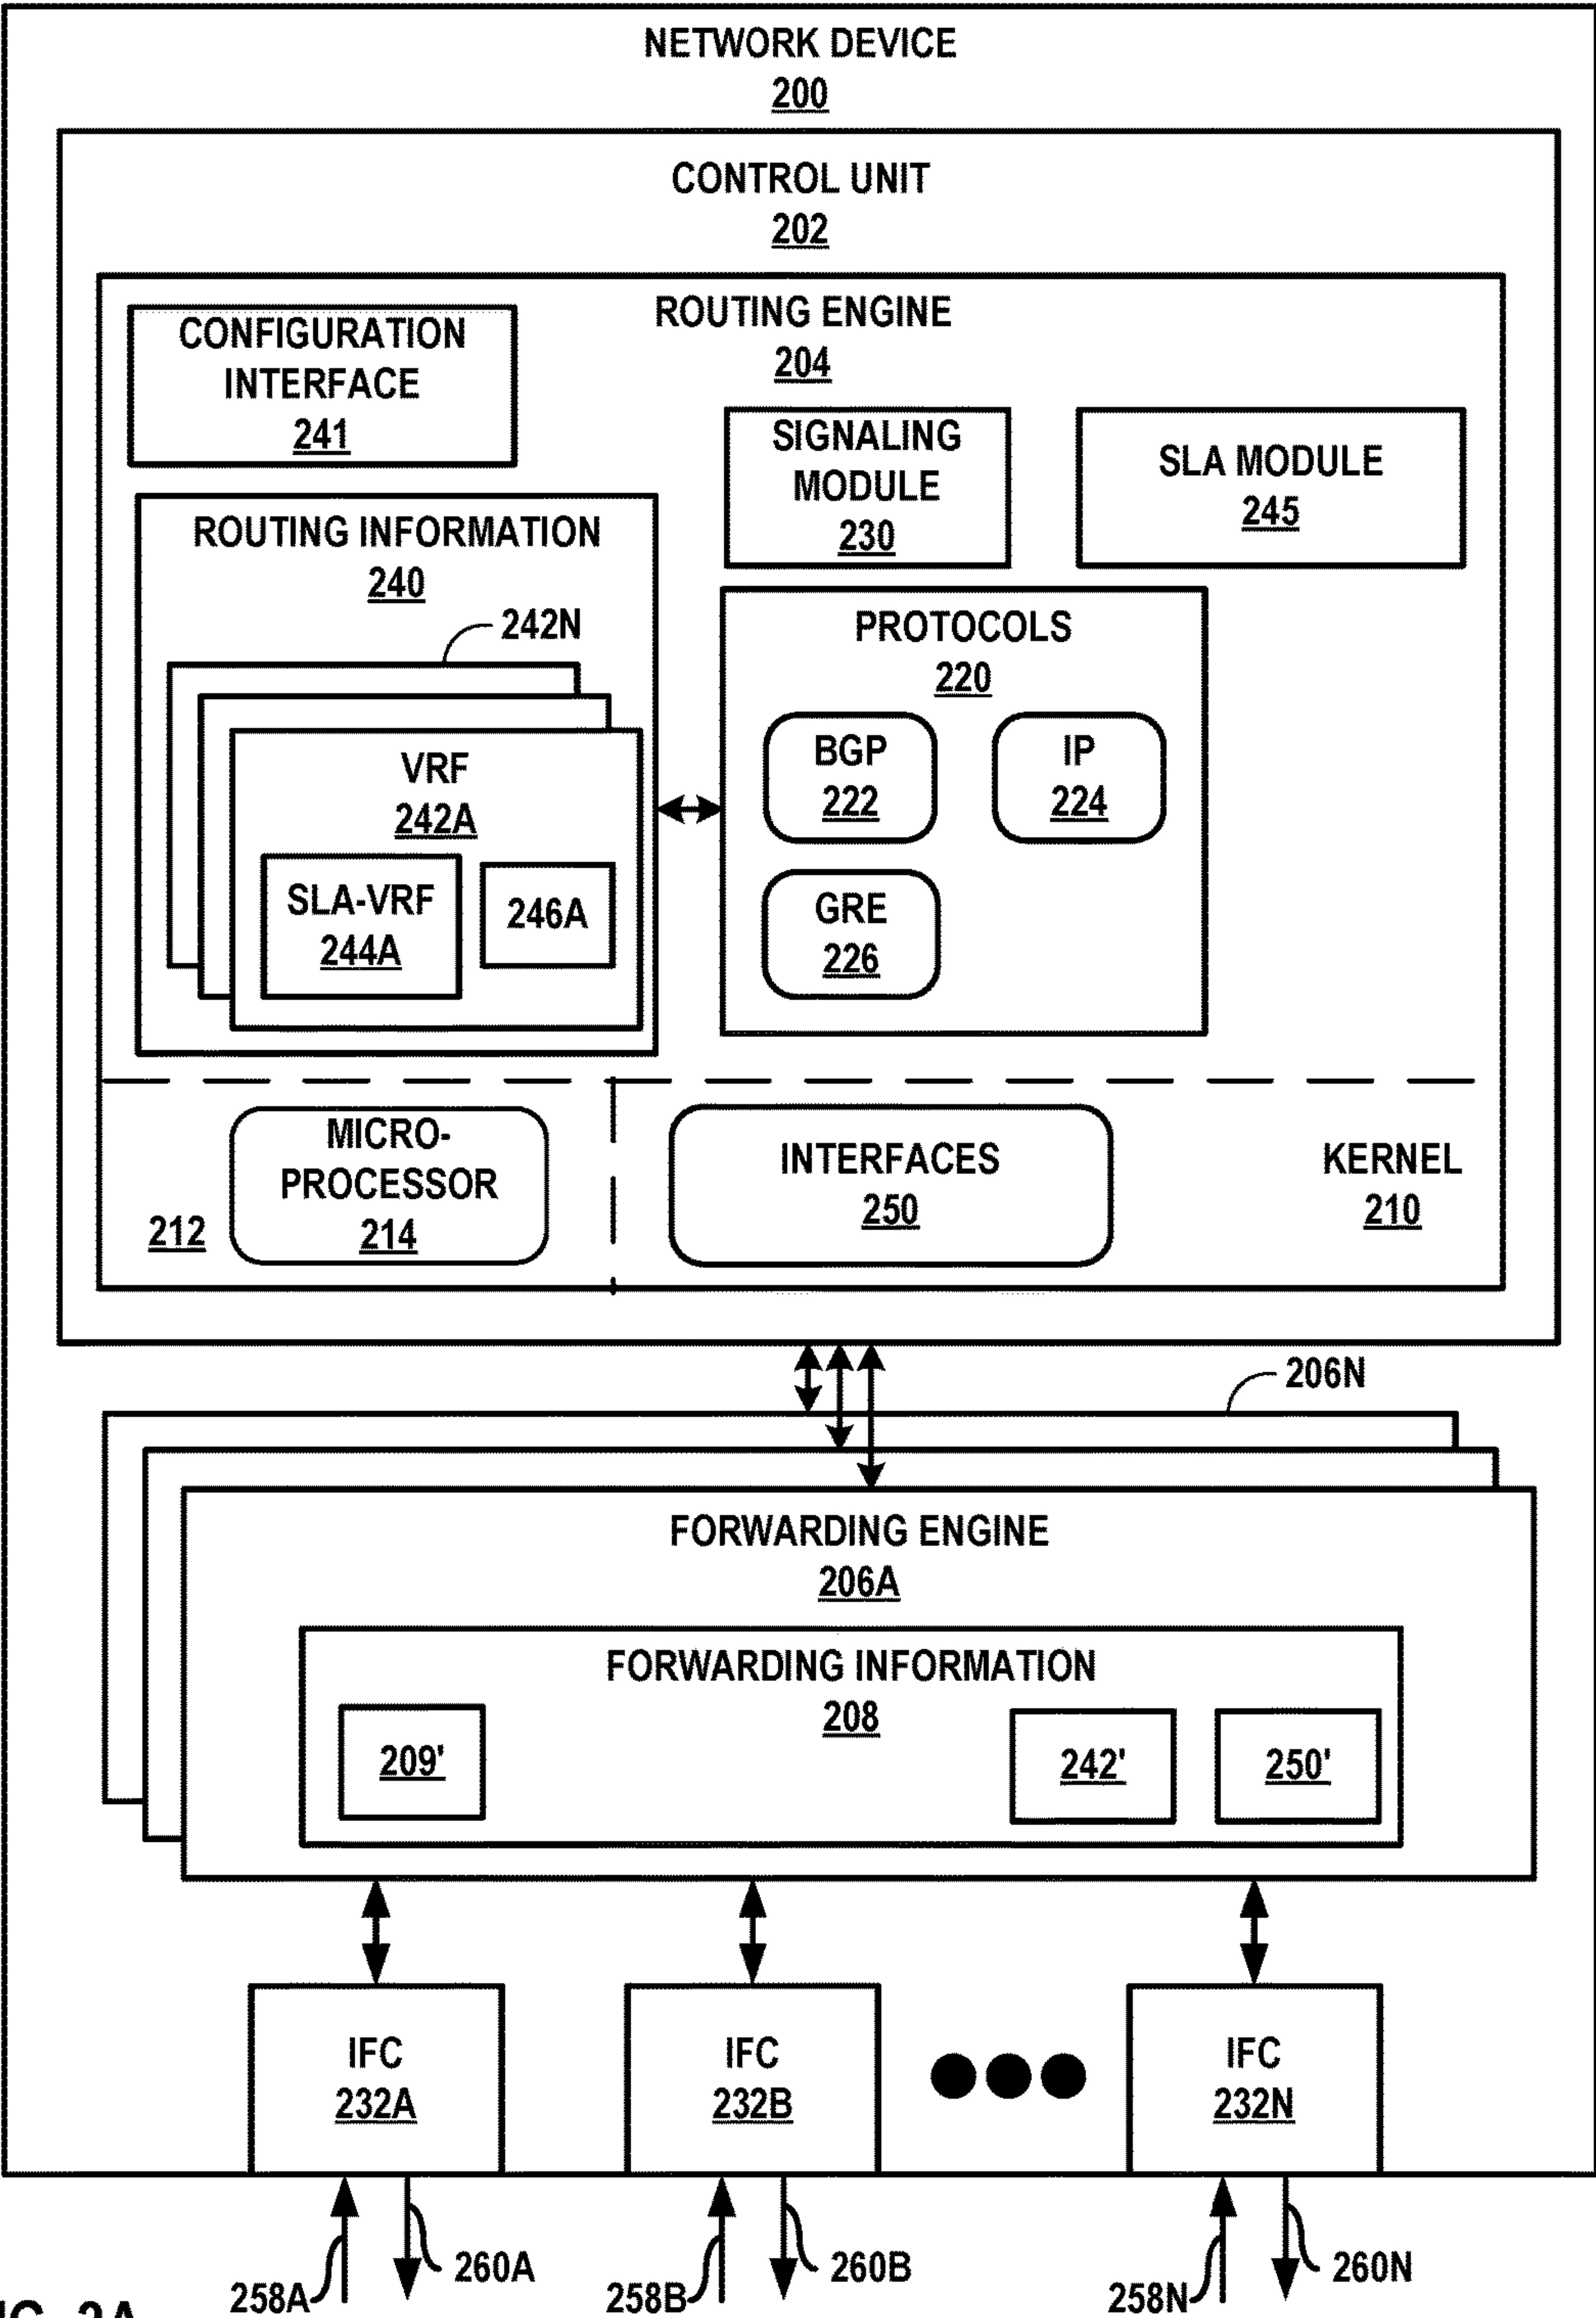 NETWORK DEVICE
200
CONTROL UNIT
202
ROUTING ENGINE
204
CONFIGURATION
INTERFACE
241
SIGNALING
MODULE
230
SLA MODULE
245
ROUTING INFORMATION
240
242N
VRF
242A
SLA-VRF
244A
246A
PROTOCOLS
220
BGP
222
IP
224
GRE
226
212
MICRO-
PROCESSOR
214
INTERFACES
250
KERNEL
210
206N
FORWARDING ENGINE
206A
FORWARDING INFORMATION
208
209'
242'
250'
IFC
232A
IFC
232B
IFC
232N
258A
260A
258B
260B
258N
260N